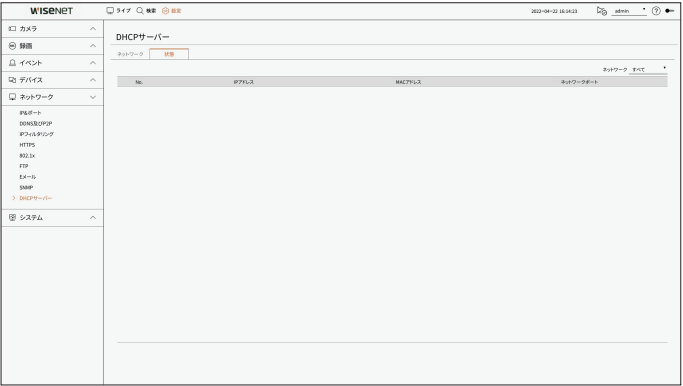 WISENET
ライブ 検索 設定
2022-04-22 16:14:23 admin ?
カメラ
録画
イベント
デバイス
ネットワーク
IP&ポート
DDNS及びP2P
IPフィルタリング
HTTPS
802.1x
FTP
Eメール
SNMP
> DHCPサーバー
システム
DHCPサーバー
ネットワーク 状態
ネットワーク すべて
No. IPアドレス MACアドレス ネットワークポート